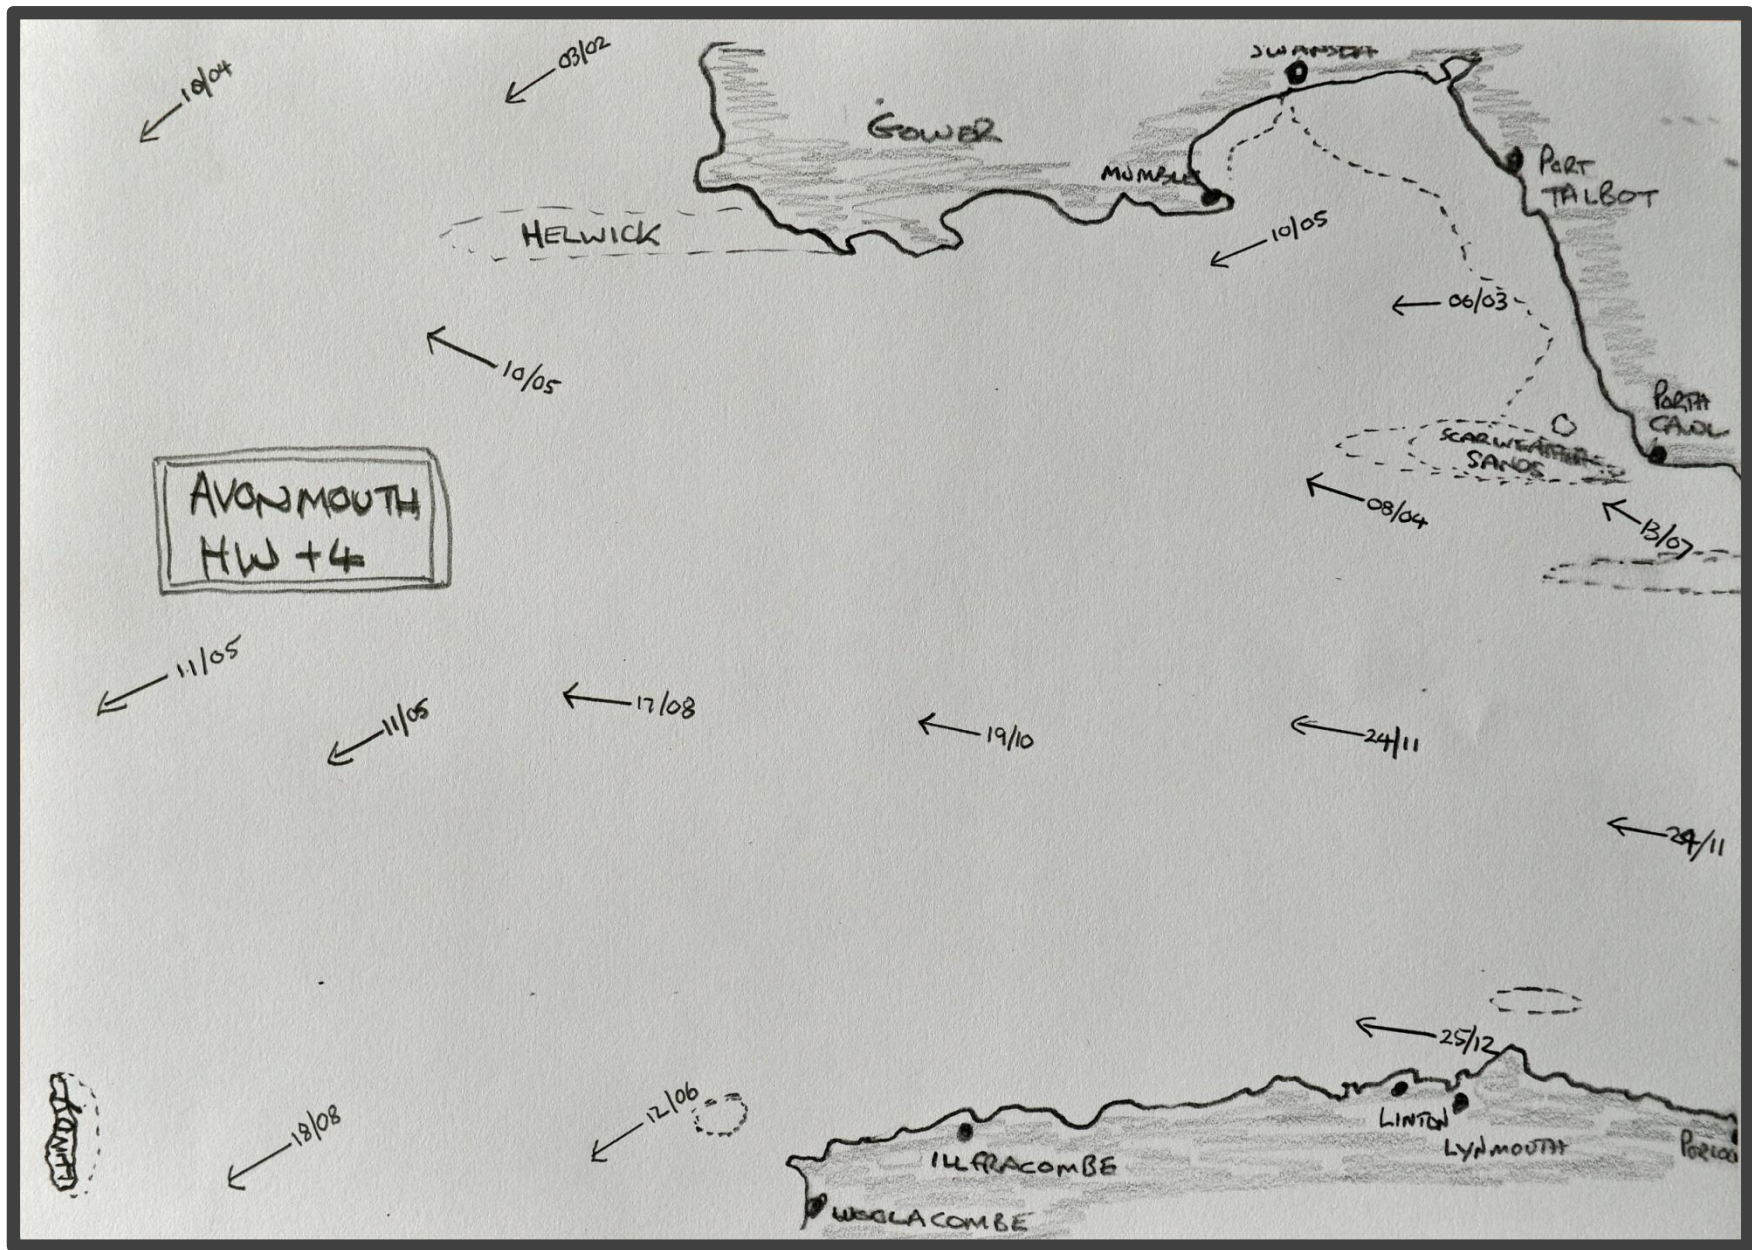 10/04
03/02
SWANSEA
GOWER
MUMBLES
PORT
TALBOT
HELWICK
10/05
06/03
10/05
PORTH
CAWL
SCARWEATHER
SANDS
08/04
13/07
AVONMOUTH
HW +4
11/05
11/05
17/08
19/10
24/11
24/11
25/12
LUNDY
18/08
12/06
LINTON
LYNMOUTH
ILLFRACOMBE
WOOLACOMBE